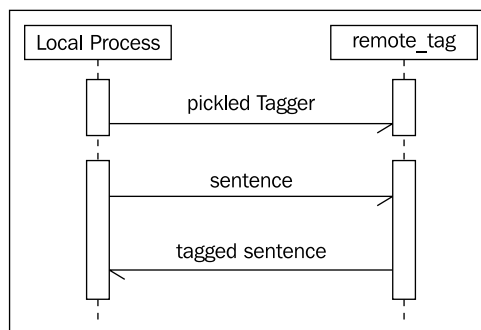 Local Process
remote_tag
pickled Tagger
sentence
tagged sentence